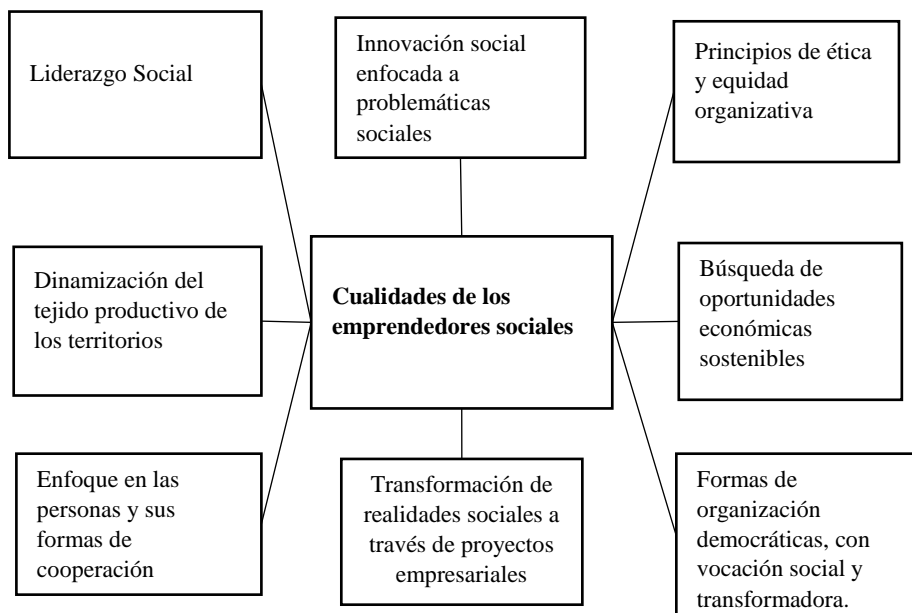 Liderazgo Social
Innovación social
enfocada a
problemáticas
sociales
Principios de ética
y equidad
organizativa
Dinamización del
tejido productivo de
los territorios
Cualidades de los
emprendedores sociales
Búsqueda de
oportunidades
económicas
sostenibles
Enfoque en las
personas y sus
formas de
cooperación
Transformación de
realidades sociales a
través de proyectos
empresariales
Formas de
organización
democráticas, con
vocación social y
transformadora.